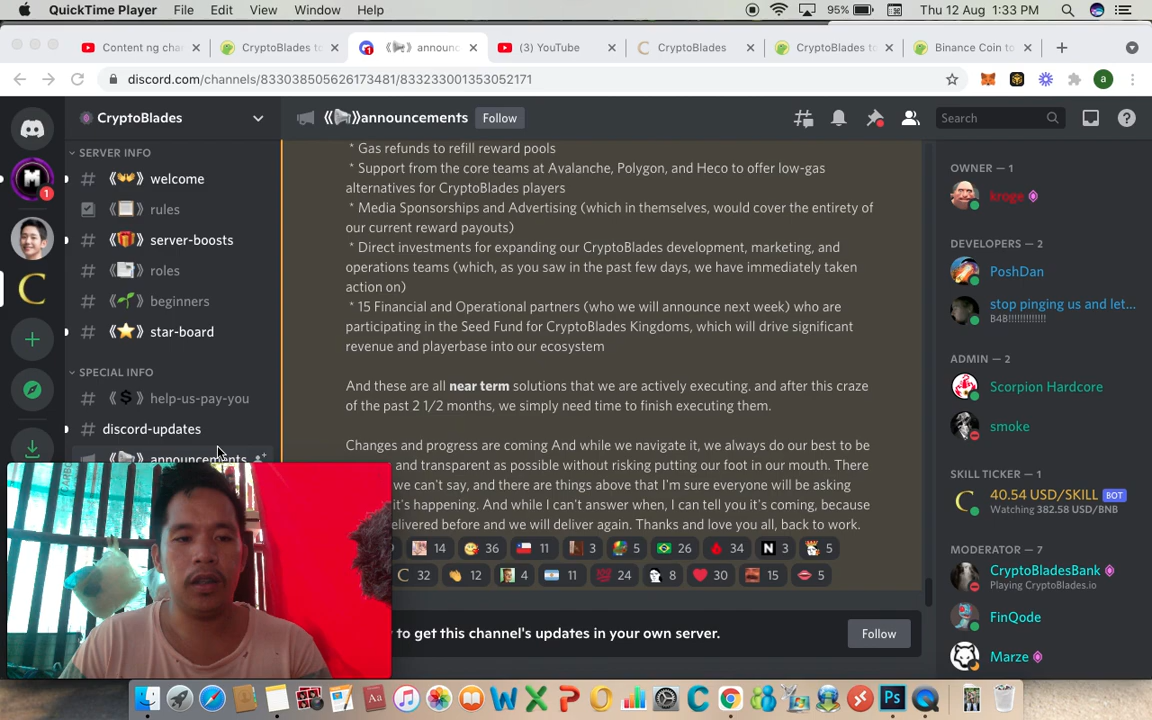 QuickTime Player File Edit View Window Help
95% Thu 12 Aug 1:33 PM
Content ng cha
CryptoBlades to
announc
(3) YouTube
CryptoBlades
CryptoBlades to
Binance Coin to
discord.com/channels/833038505626173481/833233001353052171
a
CryptoBlades
《📢》announcements
Follow
Search
SERVER INFO
# 《👐》 welcome
《📋》 rules
# 《🎁》 server-boosts
# 《📑》 roles
# 《🌱》 beginners
# 《⭐》 star-board
SPECIAL INFO
# 《💲》 help-us-pay-you
# discord-updates
announcements
M
1
* Gas refunds to refill reward pools
* Support from the core teams at Avalanche, Polygon, and Heco to offer low-gas
alternatives for CryptoBlades players
* Media Sponsorships and Advertising (which in themselves, would cover the entirety of
our current reward payouts)
* Direct investments for expanding our CryptoBlades development, marketing, and
operations teams (which, as you saw in the past few days, we have immediately taken
action on)
* 15 Financial and Operational partners (who we will announce next week) who are
participating in the Seed Fund for CryptoBlades Kingdoms, which will drive significant
revenue and playerbase into our ecosystem
And these are all near term solutions that we are actively executing. and after this craze
of the past 2 1/2 months, we simply need time to finish executing them.
Changes and progress are coming And while we navigate it, we always do our best to be
and transparent as possible without risking putting our foot in our mouth. There
we can't say, and there are things above that I'm sure everyone will be asking
it's happening. And while I can't answer when, I can tell you it's coming, because
elivered before and we will deliver again. Thanks and love you all, back to work.
14 36 11 3 5 26 34 N 3 5
C 32 12 4 11 24 8 30 15 5
to get this channel's updates in your own server.
Follow
OWNER — 1
kroge
DEVELOPERS — 2
PoshDan
stop pinging us and let...
B4B!!!!!!!!!!!!!
ADMIN — 2
Scorpion Hardcore
smoke
SKILL TICKER — 1
40.54 USD/SKILL BOT
Watching 382.58 USD/BNB
MODERATOR — 7
CryptoBladesBank
Playing CryptoBlades.io
FinQode
Marze